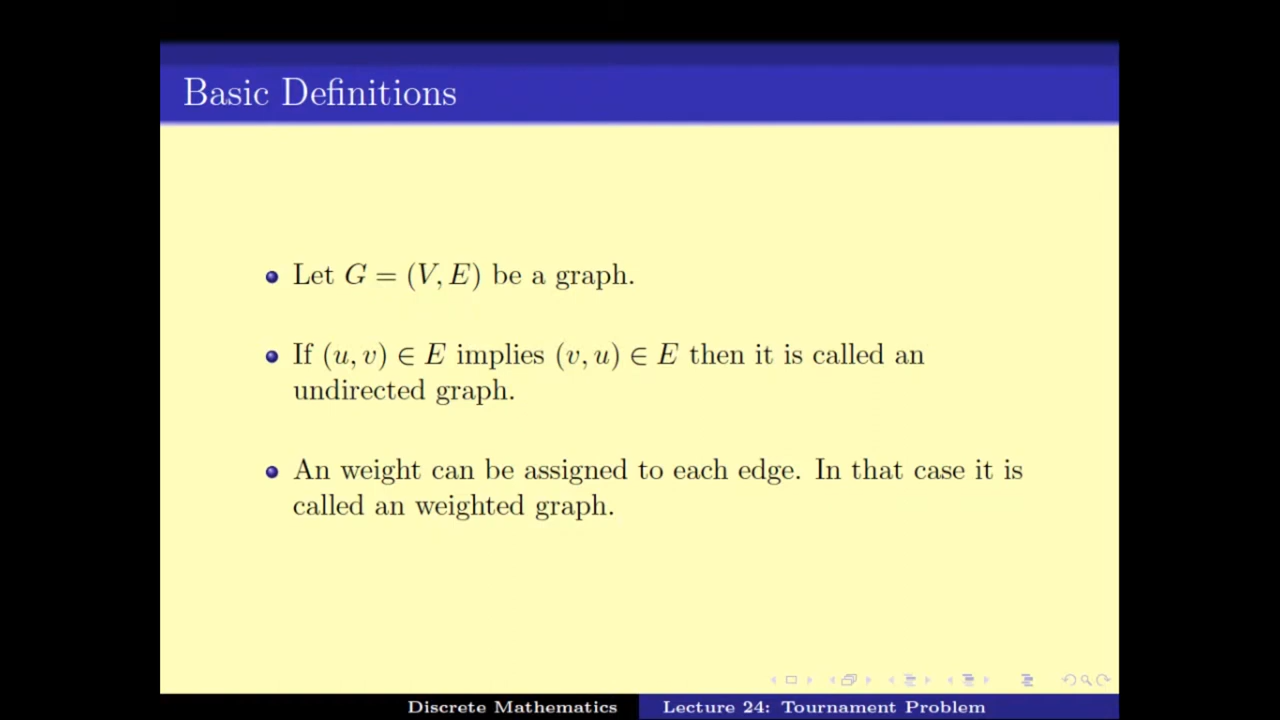 Basic Definitions
Let G = (V, E) be a graph.
If (u, v) ∈ E implies (v, u) ∈ E then it is called an
undirected graph.
An weight can be assigned to each edge. In that case it is
called an weighted graph.
Discrete Mathematics
Lecture 24: Tournament Problem